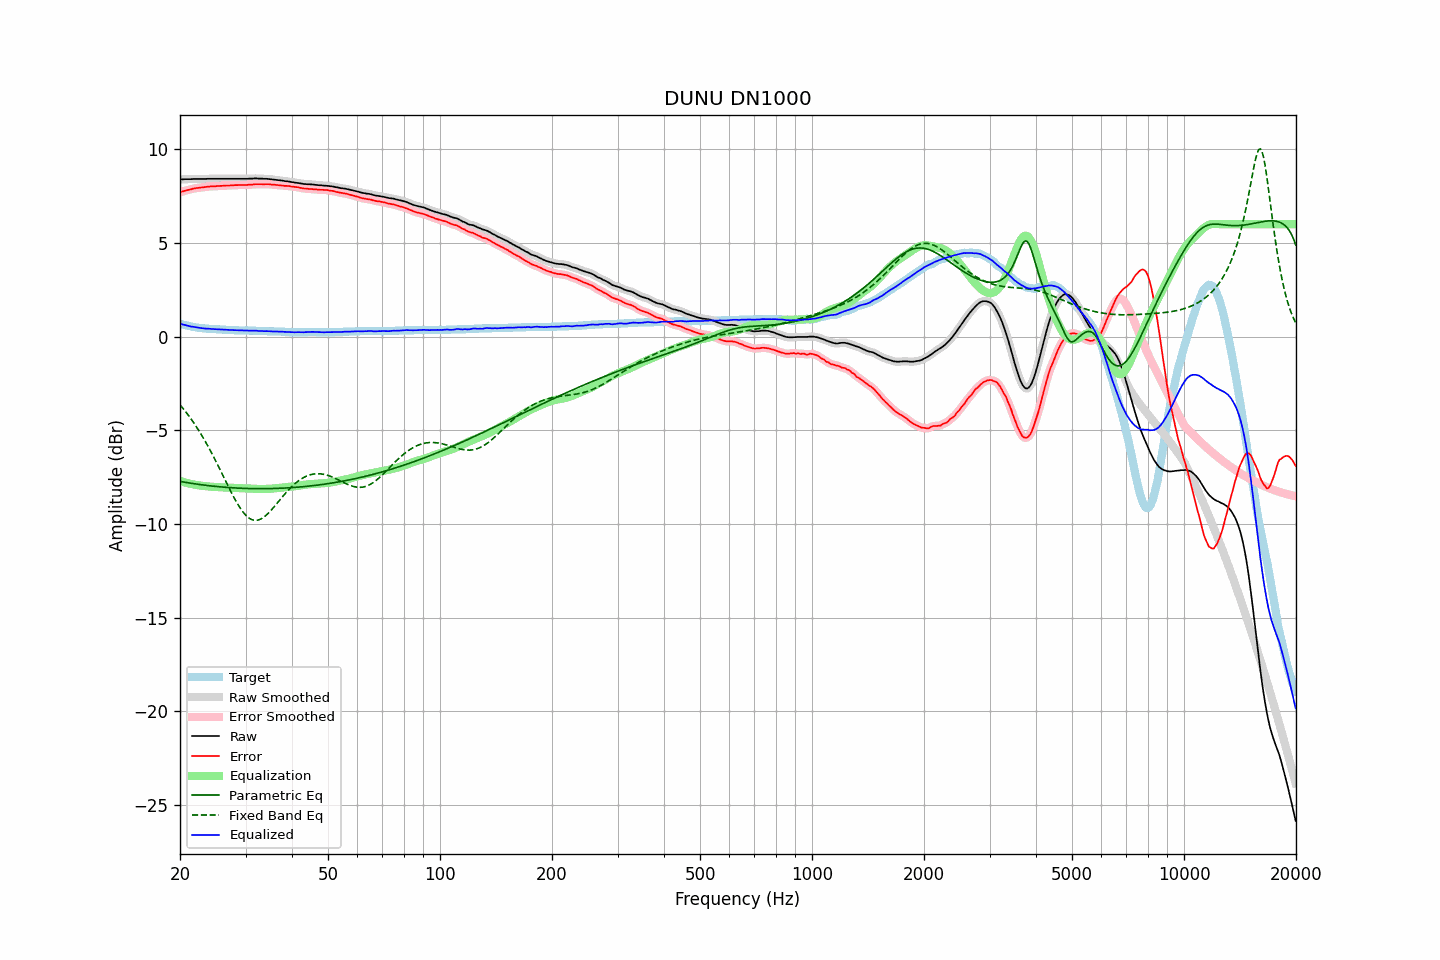 DUNU DN1000
Amplitude (dBr)
10
5
0
−5
−10
−15
−20
−25
Target
Raw Smoothed
Error Smoothed
Raw
Error
Equalization
Parametric Eq
Fixed Band Eq
Equalized
20 50 100 200 500 1000 2000 5000 10000 20000
Frequency (Hz)